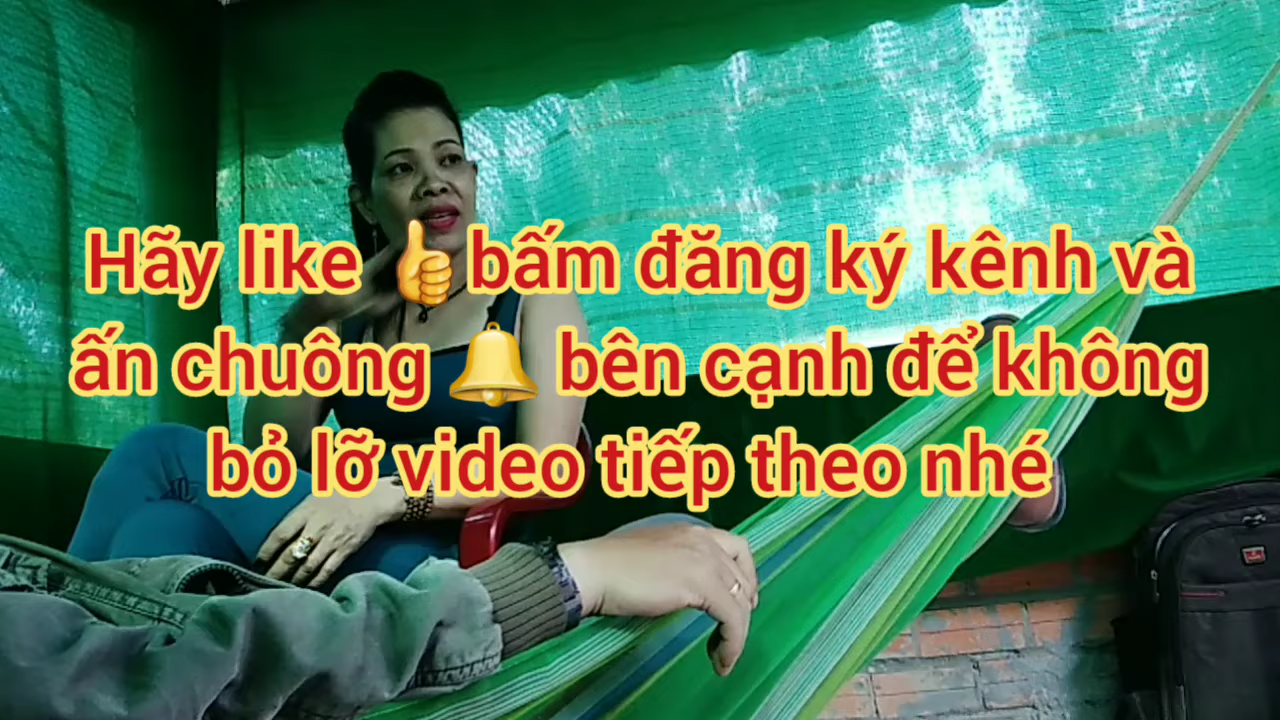 Hãy like 👍 bấm đăng ký kênh và
ấn chuông 🔔 bên cạnh để không
bỏ lỡ video tiếp theo nhé